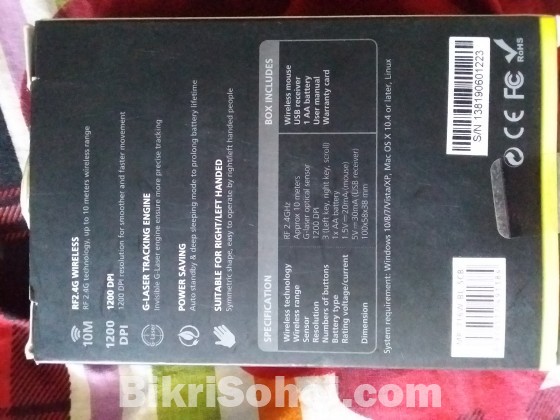 10M
RF2.4G WIRELESS
RF 2.4G technology, up to 10 meters wireless range
1200 DPI
1200 DPI
1200 DPI resolution for smoother and faster movement
G-LASER TRACKING ENGINE
Invisible G-Laser engine ensure more precise tracking
POWER SAVING
Auto standby & deep sleeping mode to prolong battery lifetime
SUITABLE FOR RIGHT/LEFT HANDED
Symmetric shape, easy to operate by right/left handed people
SPECIFICATION
Wireless technology RF 2.4GHz
Wireless range Approx 10 meters
Sensor G-laser optical sensor
Resolution 1200 DPI
Numbers of buttons 3 (left key, right key, scroll)
Battery type 1x AA battery
Rating voltage/current 1.5V⎓20mA(mouse)
5V⎓30mA (USB receiver)
Dimension 100x58x38 mm
BOX INCLUDES
Wireless mouse
USB receiver
1 AA battery
User manual
Warranty card
System requirement: Windows 10/8/7/Vista/XP, Mac OS X 10.4 or later, Linux
S/N 138190601223
CE FC RoHS
BikriSohoj.com